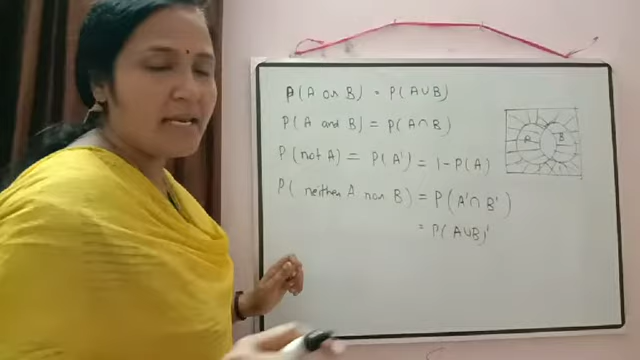 P(A or B) = P(A∪B)
P(A and B) = P(A∩B)
P(not A) = P(A') = 1-P(A)
P(neither A nor B) = P(A'∩B')
= P(A∪B)'
A B